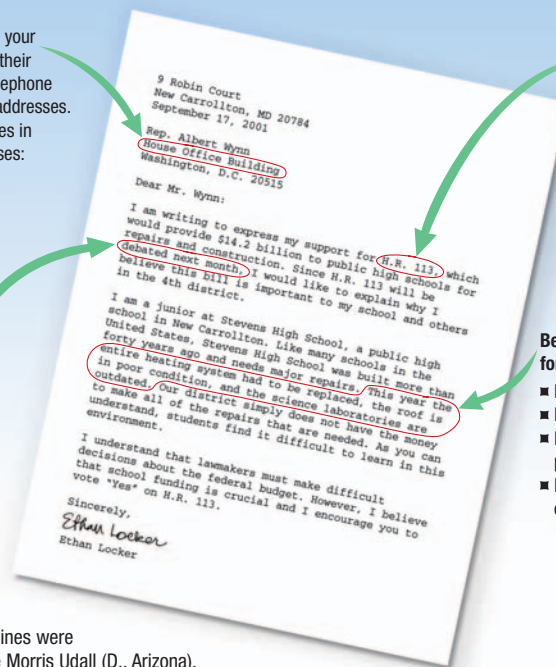 your
their
ephone
addresses.
es in
ses:
9 Robin Court
New Carrollton, MD 20784
September 17, 2001
Rep. Albert Wynn
House Office Building
Washington, D.C. 20515
Dear Mr. Wynn:
I am writing to express my support for H.R. 113, which
would provide $14.2 billion to public high schools for
repairs and construction. Since H.R. 113 will be
debated next month, I would like to explain why I
believe this bill is important to my school and others
in the 4th district.
I am a junior at Stevens High School, a public high
school in New Carrollton. Like many schools in the
United States, Stevens High School was built more than
forty years ago and needs major repairs. This year the
entire heating system had to be replaced, the roof is
in poor condition, and the science laboratories are
outdated. Our district simply does not have the money
to make all of the repairs that are needed. As you can
understand, students find it difficult to learn in this
environment.
I understand that lawmakers must make difficult
decisions about the federal budget. However, I believe
that school funding is crucial and I encourage you to
vote "Yes" on H.R. 113.
Sincerely,
Ethan Locker
Ethan Locker
Be
for
ines were
Morris Udall (D., Arizona).